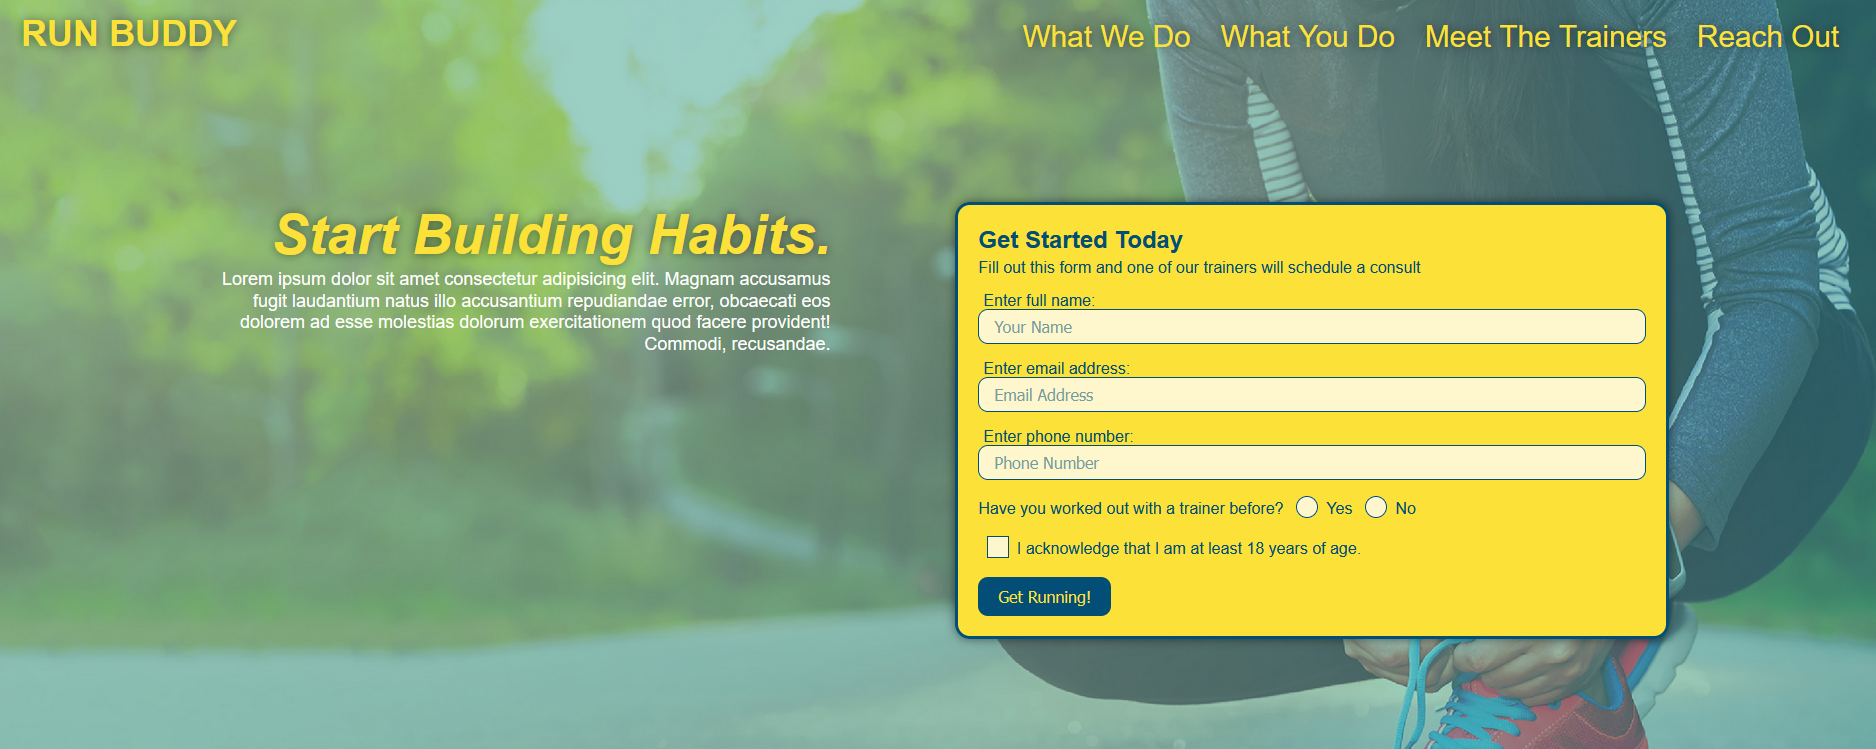 RUN BUDDY
What We Do What You Do Meet The Trainers Reach Out
Start Building Habits.
Lorem ipsum dolor sit amet consectetur adipisicing elit. Magnam accusamus
fugit laudantium natus illo accusantium repudiandae error, obcaecati eos
dolorem ad esse molestias dolorum exercitationem quod facere provident!
Commodi, recusandae.
Get Started Today
Fill out this form and one of our trainers will schedule a consult
Enter full name:
Your Name
Enter email address:
Email Address
Enter phone number:
Phone Number
Have you worked out with a trainer before? Yes No
I acknowledge that I am at least 18 years of age.
Get Running!